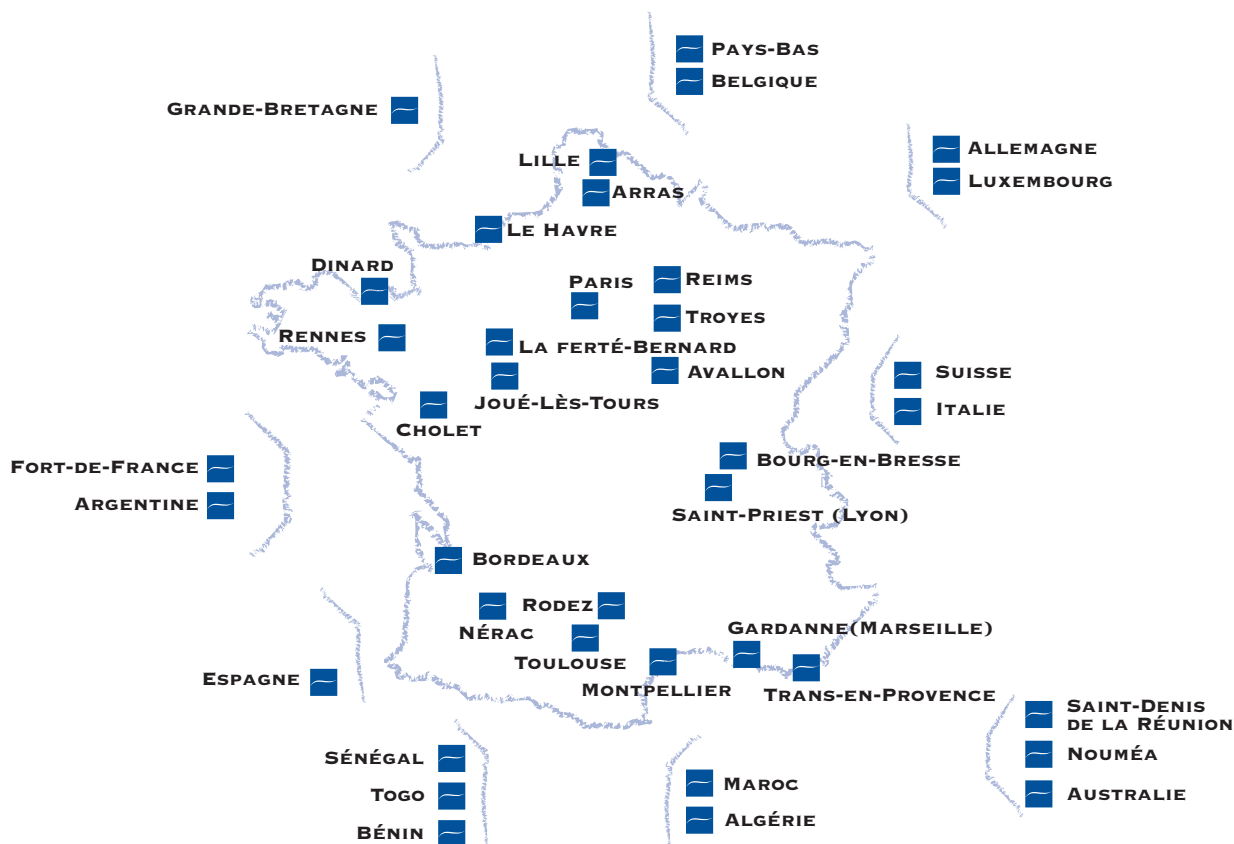 PAYS-BAS
BELGIQUE
GRANDE-BRETAGNE
ALLEMAGNE
LUXEMBOURG
LILLE
ARRAS
LE HAVRE
DINARD
PARIS
REIMS
TROYES
RENNES
LA FERTÉ-BERNARD
AVALLON
SUISSE
JOUÉ-LÈS-TOURS
ITALIE
CHOLET
BOURG-EN-BRESSE
FORT-DE-FRANCE
ARGENTINE
SAINT-PRIEST (LYON)
BORDEAUX
RODEZ
NÉRAC
GARDANNE(MARSEILLE)
TOULOUSE
ESPAGNE
MONTPELLIER
TRANS-EN-PROVENCE
SAINT-DENIS
DE LA RÉUNION
SÉNÉGAL
NOUMÉA
MAROC
TOGO
AUSTRALIE
ALGÉRIE
BÉNIN